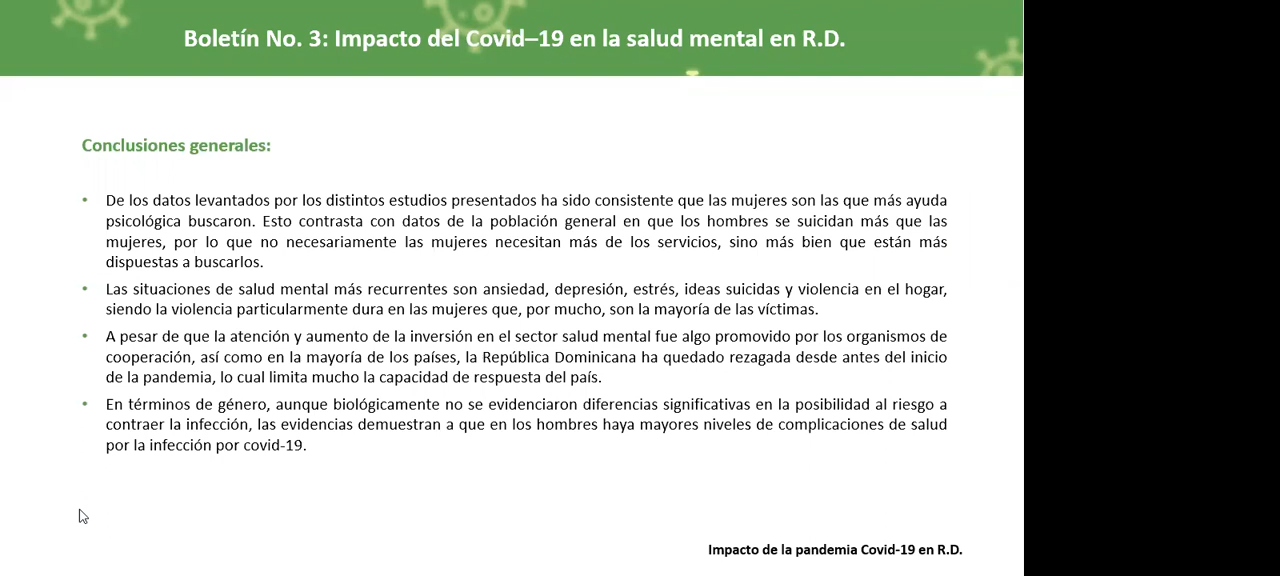 Boletín No. 3: Impacto del Covid–19 en la salud mental en R.D.
Conclusiones generales:
• De los datos levantados por los distintos estudios presentados ha sido consistente que las mujeres son las que más ayuda
psicológica buscaron. Esto contrasta con datos de la población general en que los hombres se suicidan más que las
mujeres, por lo que no necesariamente las mujeres necesitan más de los servicios, sino más bien que están más
dispuestas a buscarlos.
• Las situaciones de salud mental más recurrentes son ansiedad, depresión, estrés, ideas suicidas y violencia en el hogar,
siendo la violencia particularmente dura en las mujeres que, por mucho, son la mayoría de las víctimas.
• A pesar de que la atención y aumento de la inversión en el sector salud mental fue algo promovido por los organismos de
cooperación, así como en la mayoría de los países, la República Dominicana ha quedado rezagada desde antes del inicio
de la pandemia, lo cual limita mucho la capacidad de respuesta del país.
• En términos de género, aunque biológicamente no se evidenciaron diferencias significativas en la posibilidad al riesgo a
contraer la infección, las evidencias demuestran a que en los hombres haya mayores niveles de complicaciones de salud
por la infección por covid-19.
Impacto de la pandemia Covid-19 en R.D.